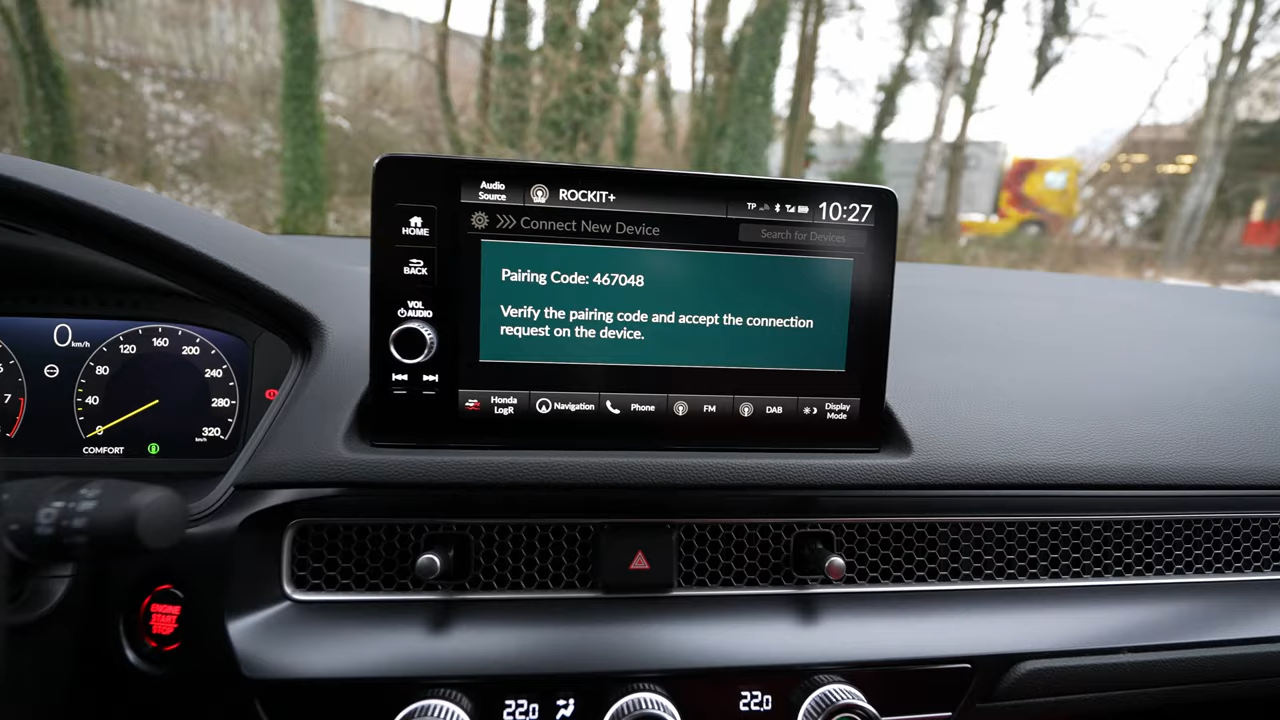 Audio
Source
ROCKIT+
TP
10:27
HOME
Connect New Device
Search for Devices
BACK
Pairing Code: 467048
Verify the pairing code and accept the connection
request on the device.
VOL
AUDIO
Honda
LogR
Navigation
Phone
FM
DAB
Display
Mode
0 km/h
7
0
40
80
120
160
200
240
280
320
km/h
COMFORT
ENGINE
START
STOP
22.0
22.0